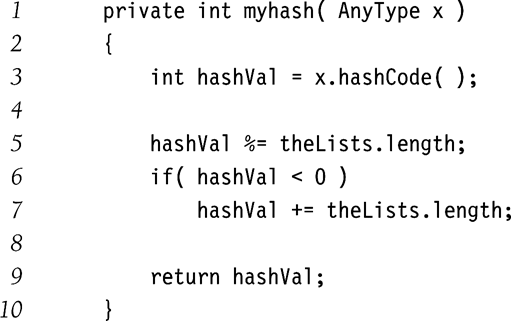 1 private int myhash( AnyType x )
2 {
3 int hashVal = x.hashCode( );
4
5 hashVal %= theLists.length;
6 if( hashVal < 0 )
7 hashVal += theLists.length;
8
9 return hashVal;
10 }